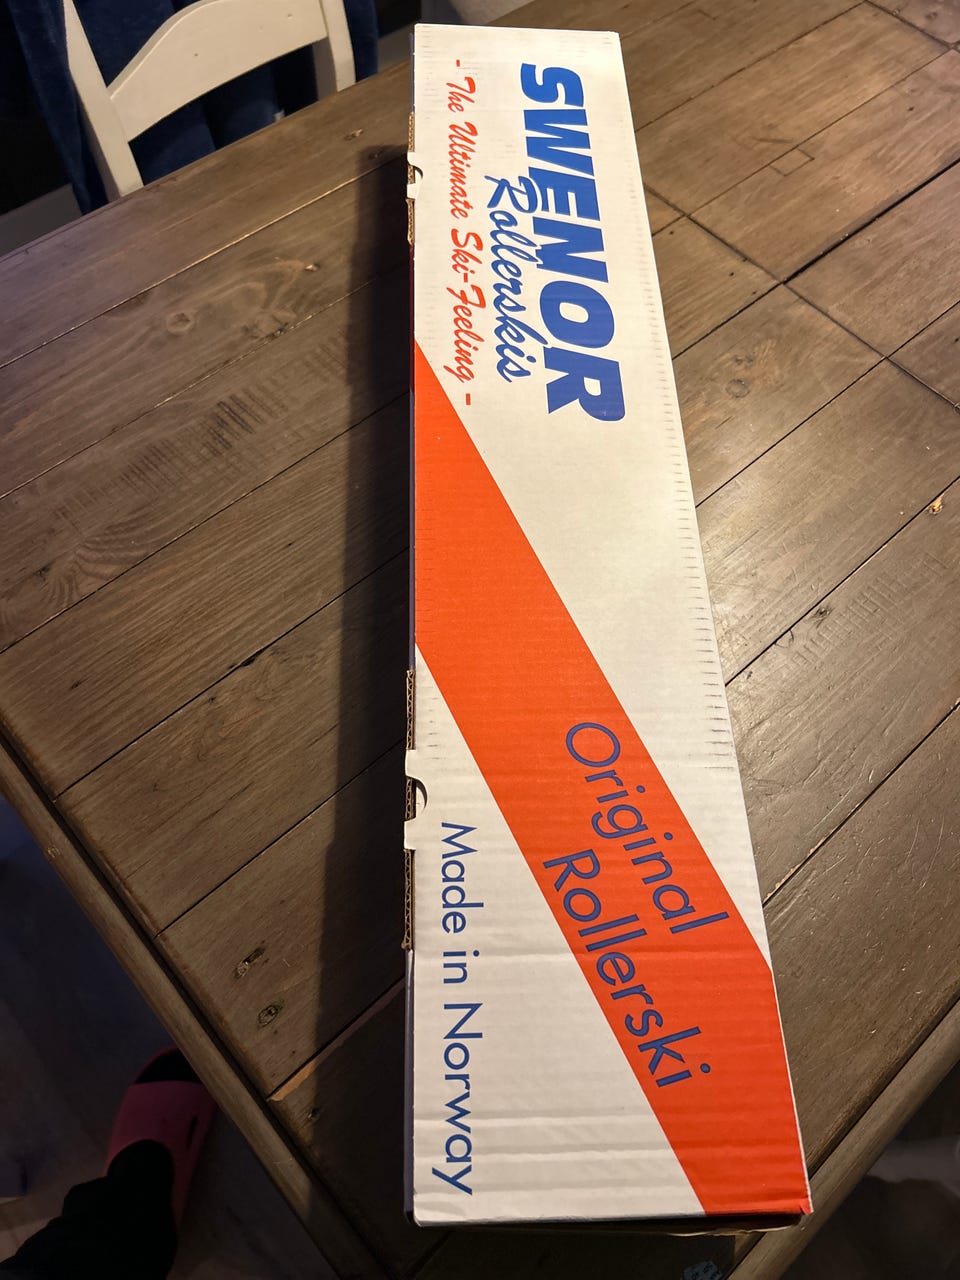 SWENOR
Rollerskis
- The Ultimate Ski-Feeling -
Original
Rollerski
Made in Norway